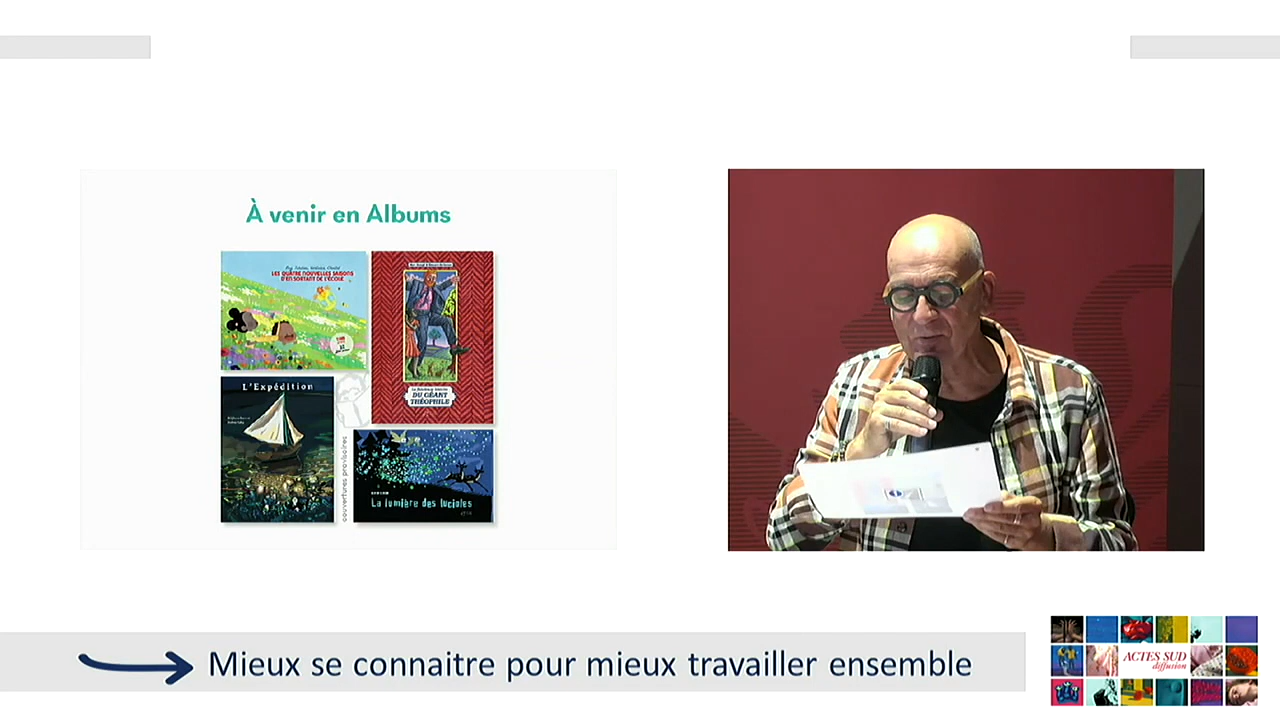 À venir en Albums
LES QUATRE NOUVELLES SAISONS
D'EN SORTANT DE L'ÉCOLE
DU GÉANT
THÉOPHILE
L'Expédition
couvertures provisoires
La lumière des lucioles
Mieux se connaitre pour mieux travailler ensemble
ACTES SUD
diffusion